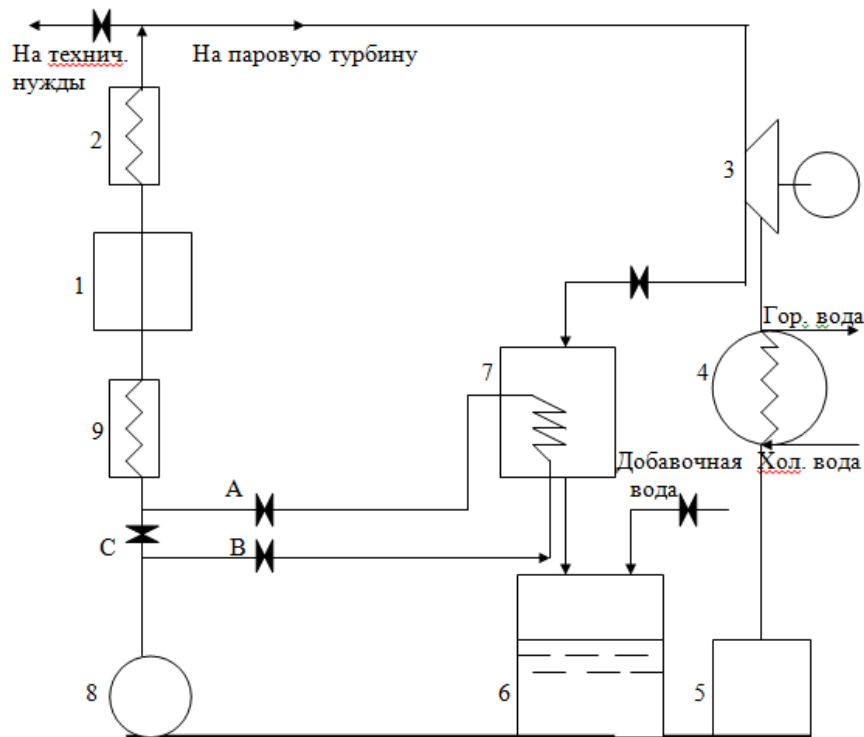 На технич.
нужды
На паровую турбину
2
3
1
Гор. вода
7
4
9
Добавочная
вода
Хол. вода
А
С
В
8
6
5